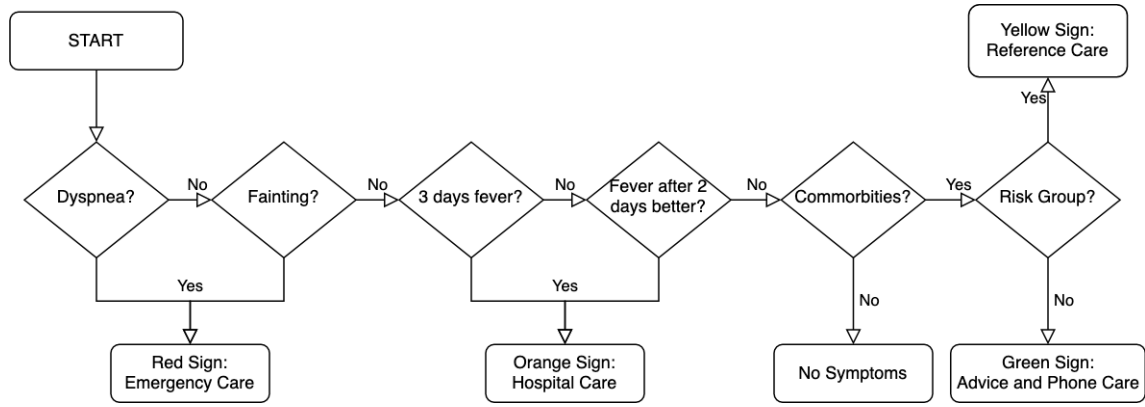 START
Yellow Sign:
Reference Care
Yes
Dyspnea?
No
Fainting?
No
3 days fever?
No
Fever after 2
days better?
No
Commorbities?
Yes
Risk Group?
Yes
Yes
No
No
Red Sign:
Emergency Care
Orange Sign:
Hospital Care
No Symptoms
Green Sign:
Advice and Phone Care